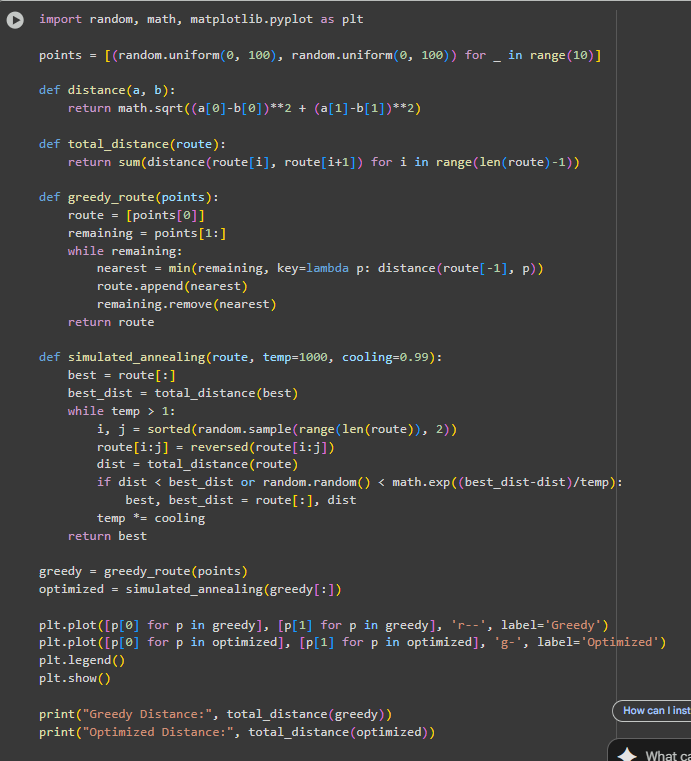 import random, math, matplotlib.pyplot as plt
points = [(random.uniform(0, 100), random.uniform(0, 100)) for _ in range(10)]
def distance(a, b):
    return math.sqrt((a[0]-b[0])**2 + (a[1]-b[1])**2)
def total_distance(route):
    return sum(distance(route[i], route[i+1]) for i in range(len(route)-1))
def greedy_route(points):
    route = [points[0]]
    remaining = points[1:]
    while remaining:
        nearest = min(remaining, key=lambda p: distance(route[-1], p))
        route.append(nearest)
        remaining.remove(nearest)
    return route
def simulated_annealing(route, temp=1000, cooling=0.99):
    best = route[:]
    best_dist = total_distance(best)
    while temp > 1:
        i, j = sorted(random.sample(range(len(route)), 2))
        route[i:j] = reversed(route[i:j])
        dist = total_distance(route)
        if dist < best_dist or random.random() < math.exp((best_dist-dist)/temp):
            best, best_dist = route[:], dist
        temp *= cooling
    return best
greedy = greedy_route(points)
optimized = simulated_annealing(greedy[:])
plt.plot([p[0] for p in greedy], [p[1] for p in greedy], 'r--', label='Greedy')
plt.plot([p[0] for p in optimized], [p[1] for p in optimized], 'g-', label='Optimized')
plt.legend()
plt.show()
print("Greedy Distance:", total_distance(greedy))
print("Optimized Distance:", total_distance(optimized))
How can I inst
What ca